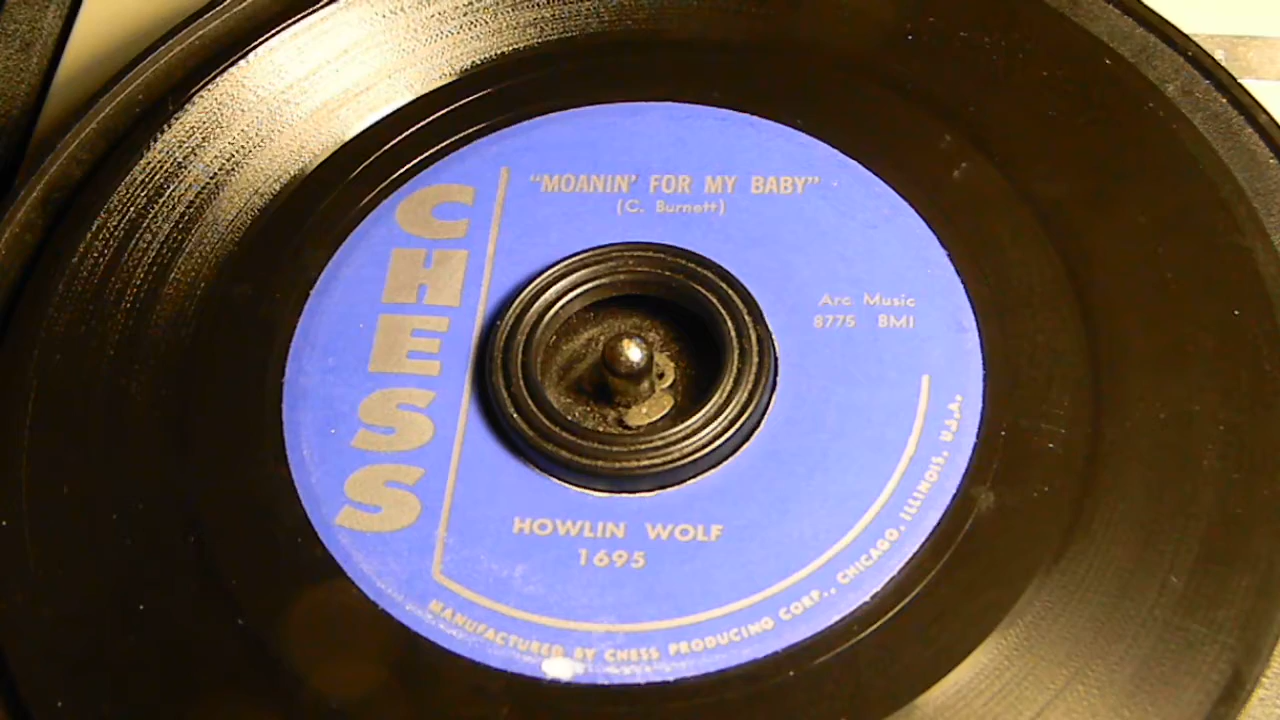 CHESS
"MOANIN' FOR MY BABY"
(C. Burnett)
Arc Music
8775 BMI
HOWLIN WOLF
1695
MANUFACTURED BY CHESS PRODUCING CORP., CHICAGO, ILLINOIS, U.S.A.